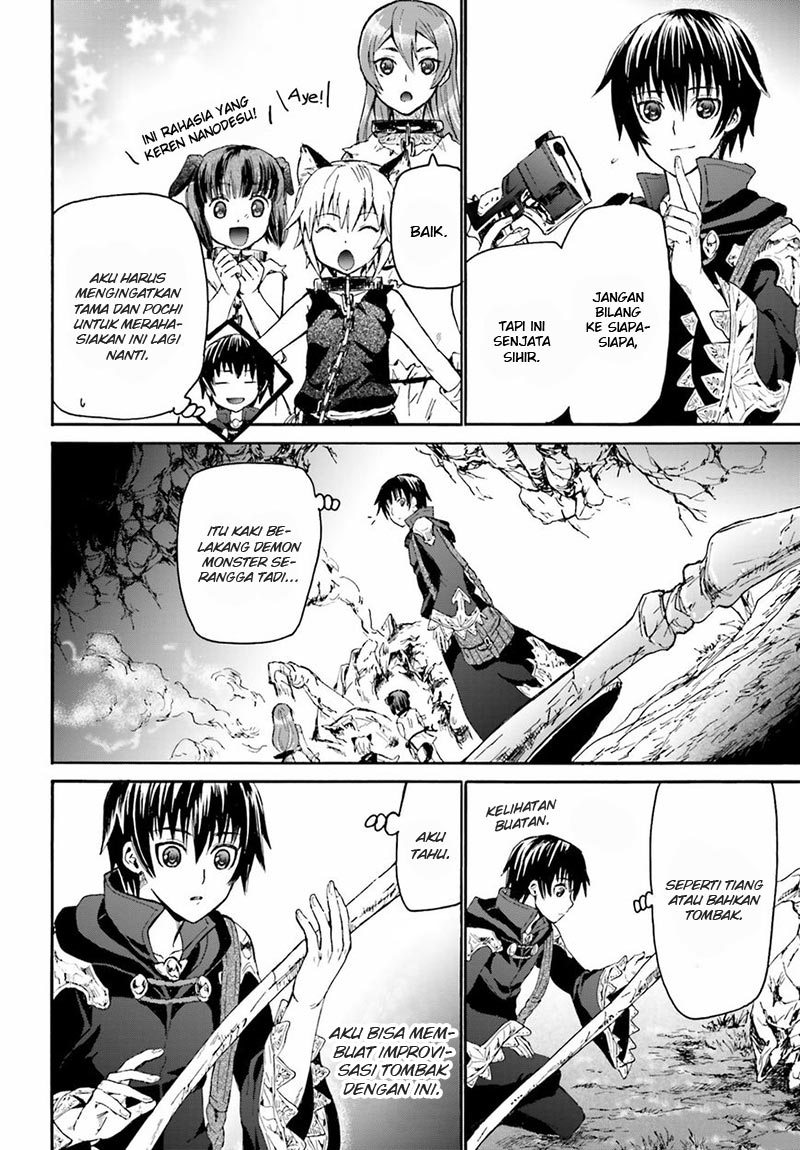 JANGAN
BILANG
KE SIAPA-
SIAPA,
TAPI INI
SENJATA
SIHIR.
BAIK.
Aye!
INI RAHASIA YANG
KEREN NANODESU!
AKU HARUS
MENGINGATKAN
TAMA DAN POCHI
UNTUK MERAHA-
SIAKAN INI LAGI
NANTI.
ITU KAKI BE-
LAKANG DEMON
MONSTER SE-
RANGGA TADI...
SEPERTI TIANG
ATAU BAHKAN
TOMBAK.
KELIHATAN
BUATAN.
AKU
TAHU.
AKU BISA MEM-
BUAT IMPROVI-
SASI TOMBAK
DENGAN INI.